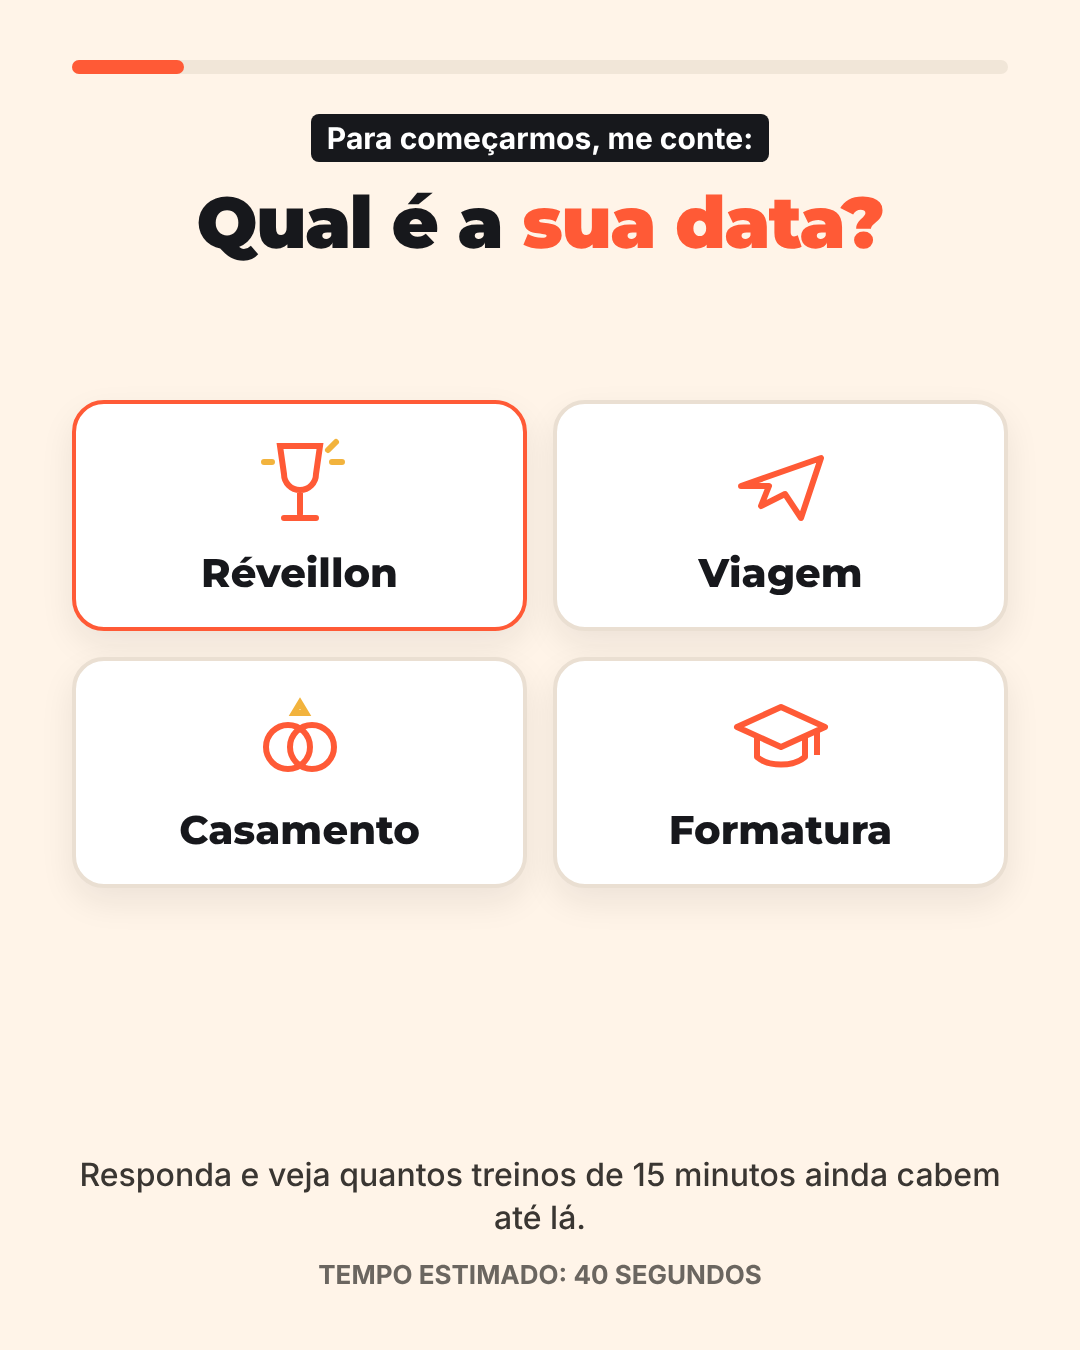 Para começarmos, me conte:
Qual é a sua data?
Réveillon
Viagem
Casamento
Formatura
Responda e veja quantos treinos de 15 minutos ainda cabem
até lá.
TEMPO ESTIMADO: 40 SEGUNDOS